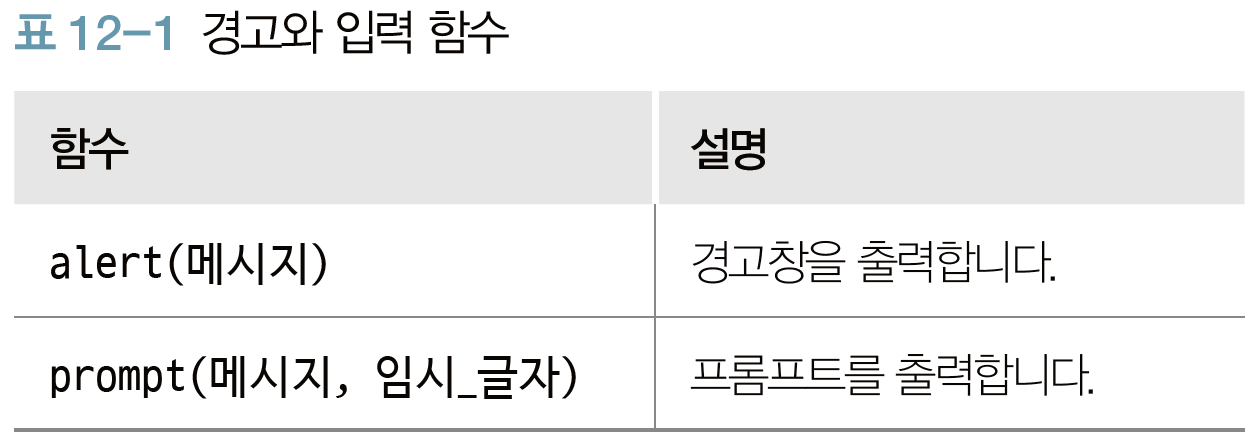 표 12-1 경고와 입력 함수
함수 설명
alert(메시지) 경고창을 출력합니다.
prompt(메시지, 임시_글자) 프롬프트를 출력합니다.